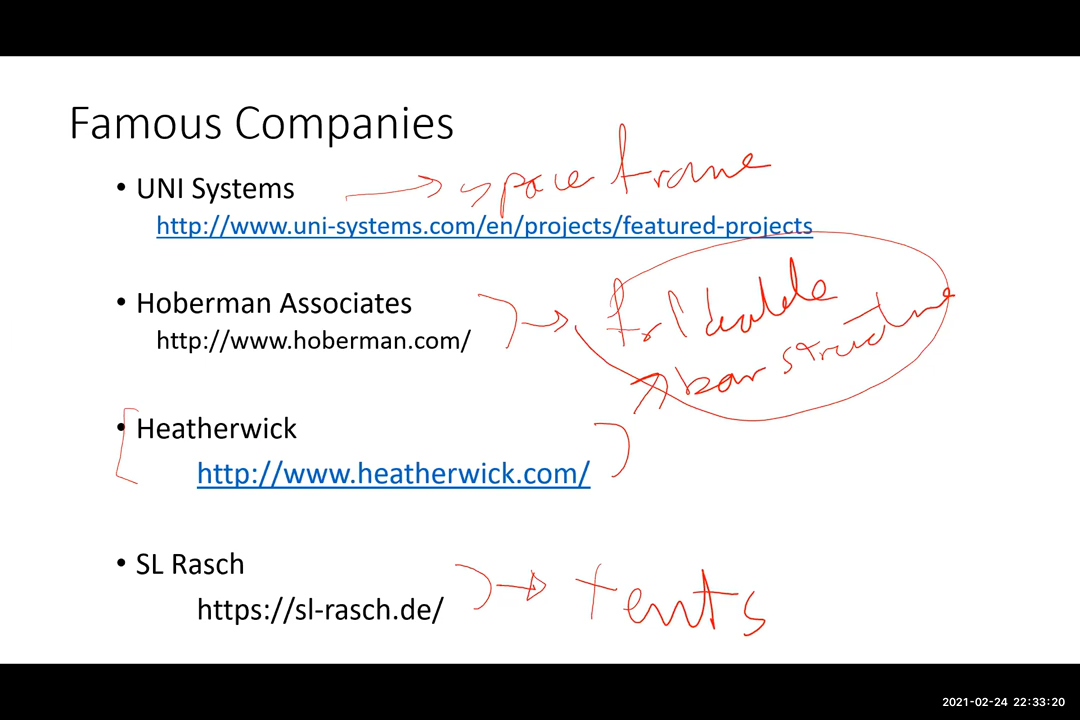 Famous Companies
• UNI Systems → space frame
http://www.uni-systems.com/en/projects/featured-projects
• Hoberman Associates
http://www.hoberman.com/
bar structure
• Heatherwick
http://www.heatherwick.com/
• SL Rasch
https://sl-rasch.de/ → tents
2021-02-24 22:33:20